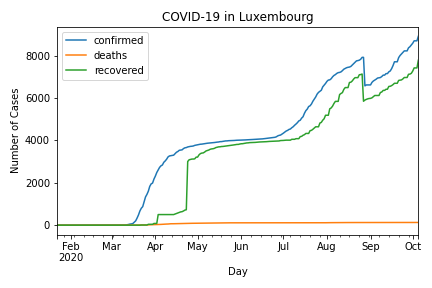 COVID-19 in Luxembourg
confirmed
deaths
recovered
Number of Cases
8000
6000
4000
2000
0
Feb Mar Apr May Jun Jul Aug Sep Oct
2020
Day